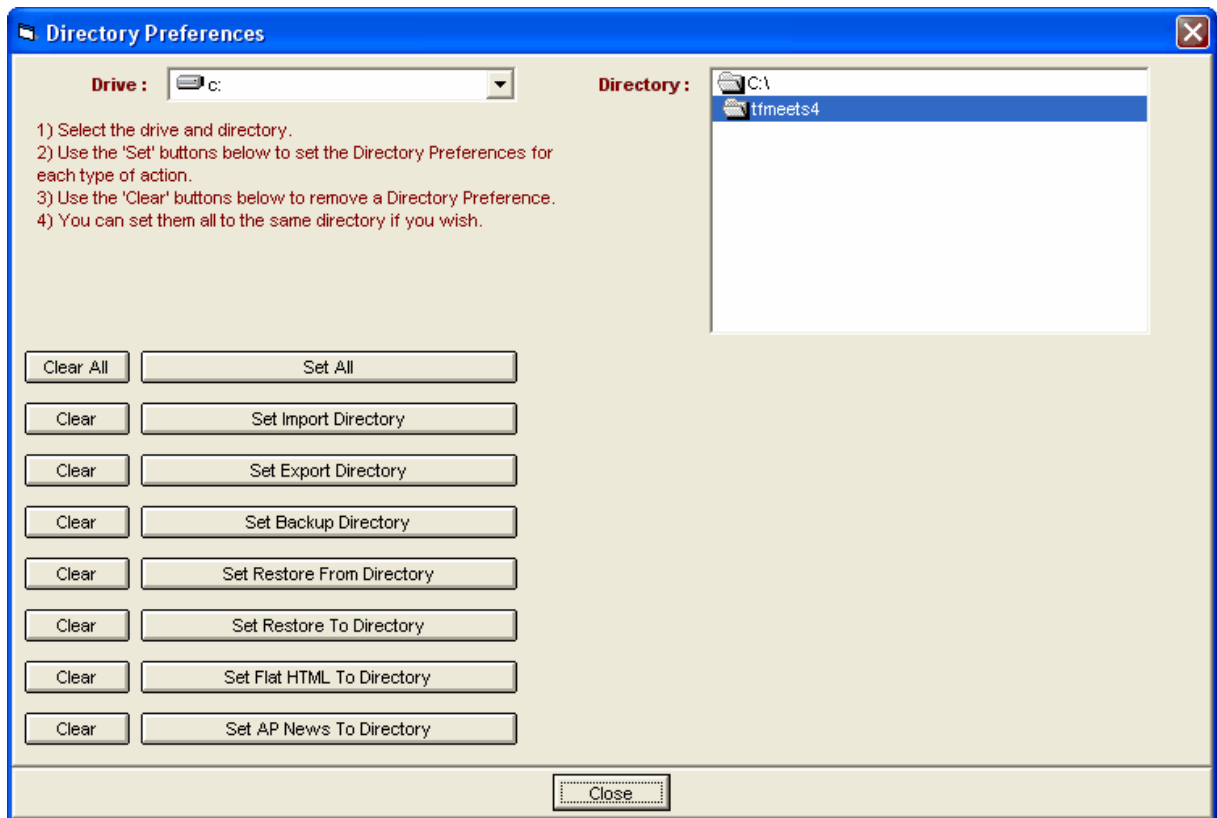 Directory Preferences
Drive :
c:
Directory :
C:\
tfmeets4
1) Select the drive and directory.
2) Use the 'Set' buttons below to set the Directory Preferences for
each type of action.
3) Use the 'Clear' buttons below to remove a Directory Preference.
4) You can set them all to the same directory if you wish.
Clear All
Set All
Clear
Set Import Directory
Clear
Set Export Directory
Clear
Set Backup Directory
Clear
Set Restore From Directory
Clear
Set Restore To Directory
Clear
Set Flat HTML To Directory
Clear
Set AP News To Directory
Close